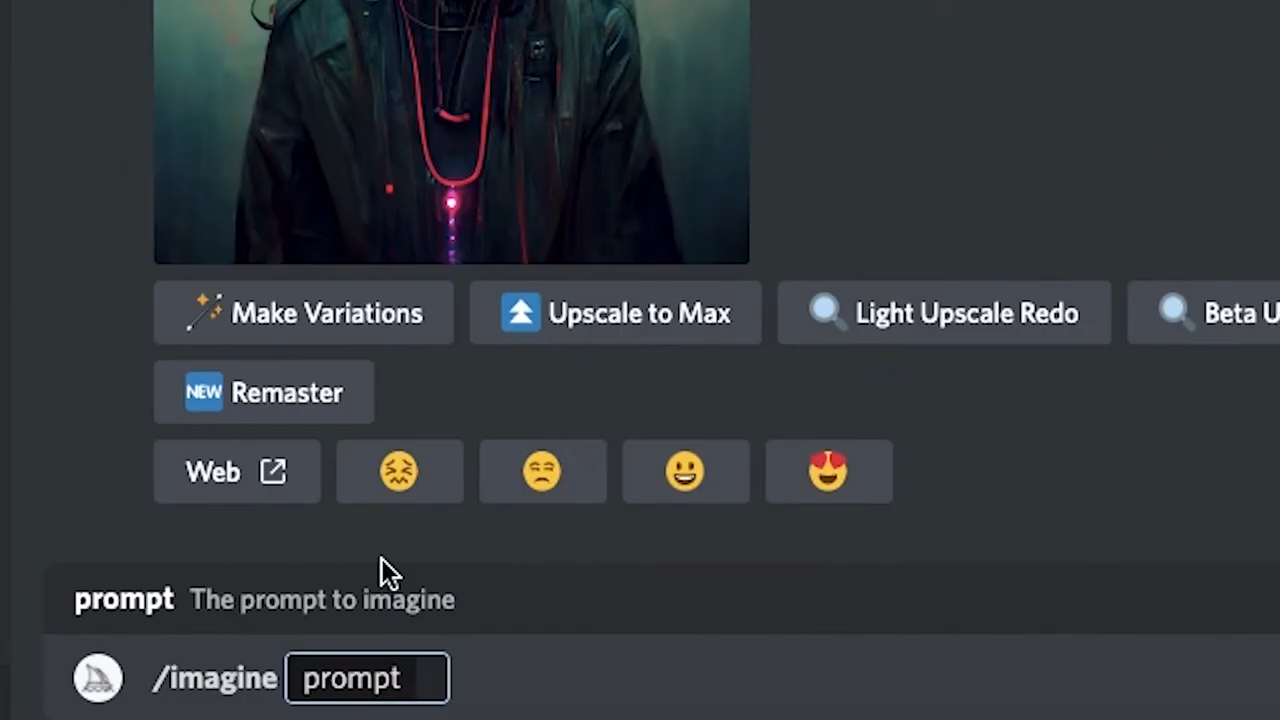 Make Variations Upscale to Max Light Upscale Redo Beta U
NEW Remaster
Web
prompt The prompt to imagine
/imagine prompt